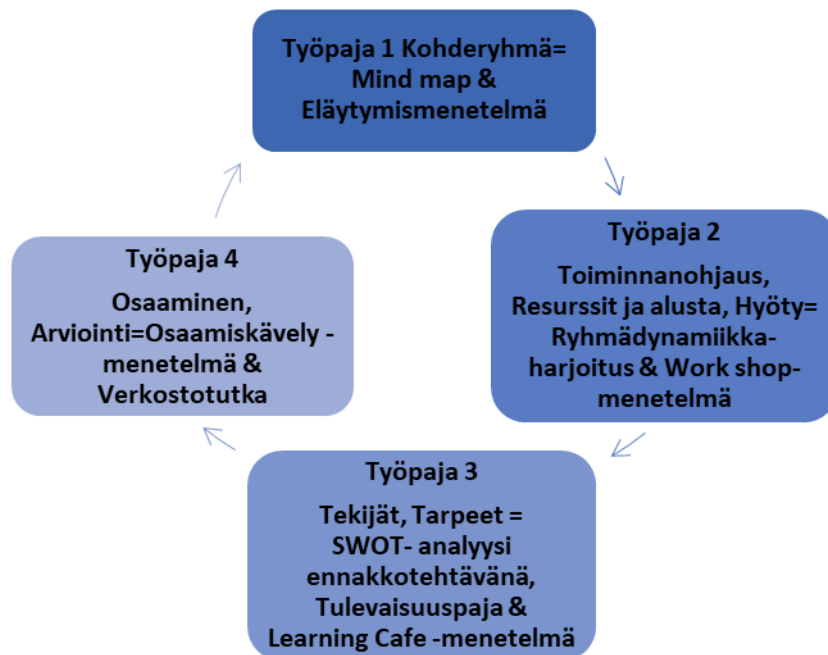 Työpaja 1 Kohderyhmä=
Mind map &
Eläytymismenetelmä
Työpaja 2
Toiminnanohjaus,
Resurssit ja alusta, Hyöty=
Ryhmädynamiikka-
harjoitus & Work shop-
menetelmä
Työpaja 3
Tekijät, Tarpeet =
SWOT- analyysi
ennakkotehtävänä,
Tulevaisuuspaja &
Learning Cafe -menetelmä
Työpaja 4
Osaaminen,
Arviointi=Osaamiskävely -
menetelmä &
Verkostotutka